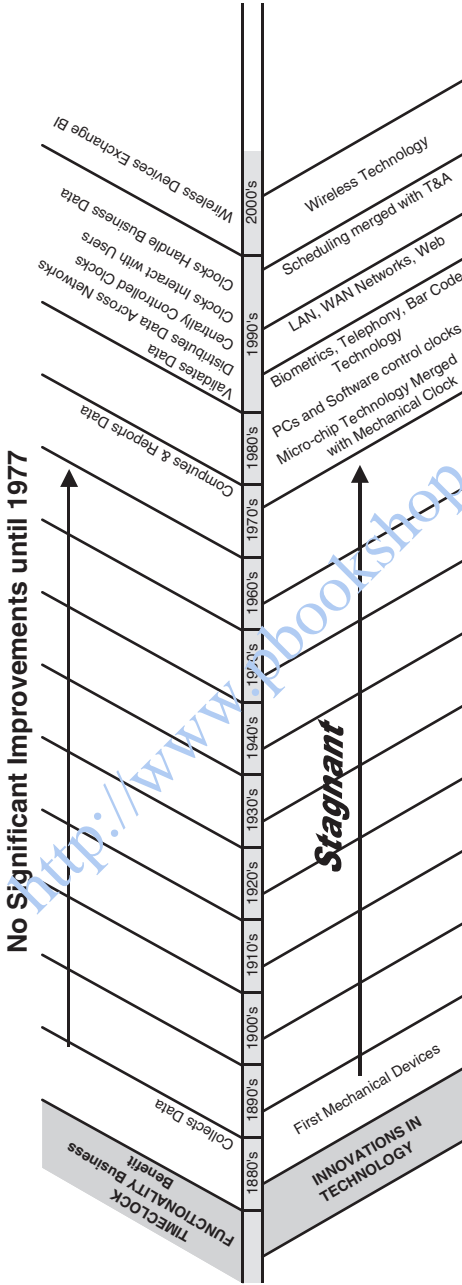 No Significant Improvements until 1977
TIMECLOCK
FUNCTIONALITY Business
Benefit
Collects Data
Computes & Reports Data
Validates Data
Distributes Data Across Networks
Centrally Controlled Clocks
Clocks Interact with Users
Clocks Handle Business Data
Wireless Devices Exchange BI
1880's
1890's
1900's
1910's
1920's
1930's
1940's
1950's
1960's
1970's
1980's
1990's
2000's
INNOVATIONS IN
TECHNOLOGY
First Mechanical Devices
Stagnant
Micro-chip Technology Merged
with Mechanical Clock
PCs and Software control clocks
Biometrics, Telephony, Bar Code
Technology
LAN, WAN Networks, Web
Scheduling merged with T&A
Wireless Technology
http://www.pbookshop